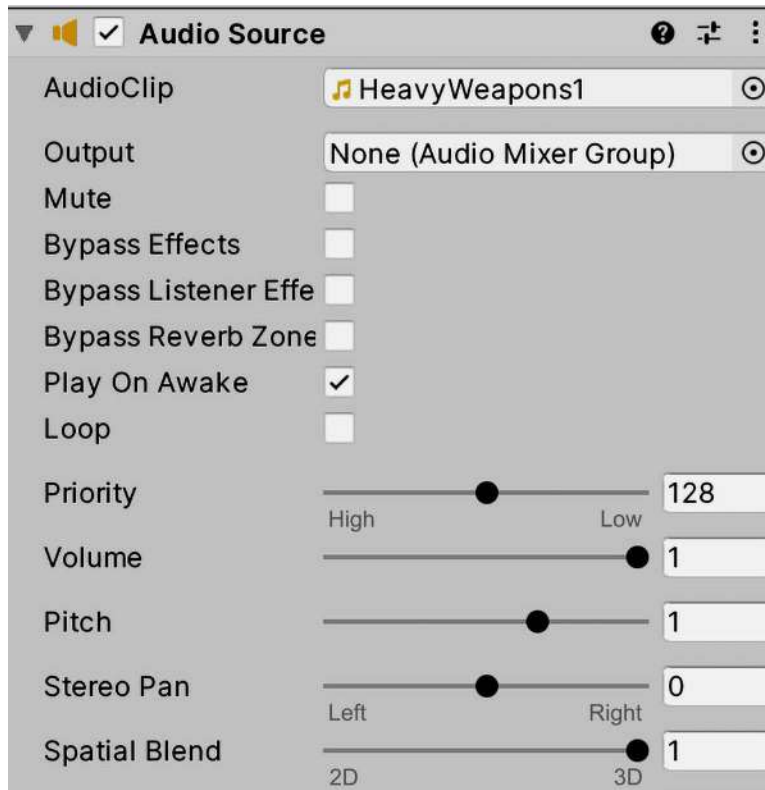 Audio Source
AudioClip HeavyWeapons1
Output None (Audio Mixer Group)
Mute
Bypass Effects
Bypass Listener Effe
Bypass Reverb Zone
Play On Awake
Loop
Priority 128
High Low
Volume 1
Pitch 1
Stereo Pan 0
Left Right
Spatial Blend 1
2D 3D